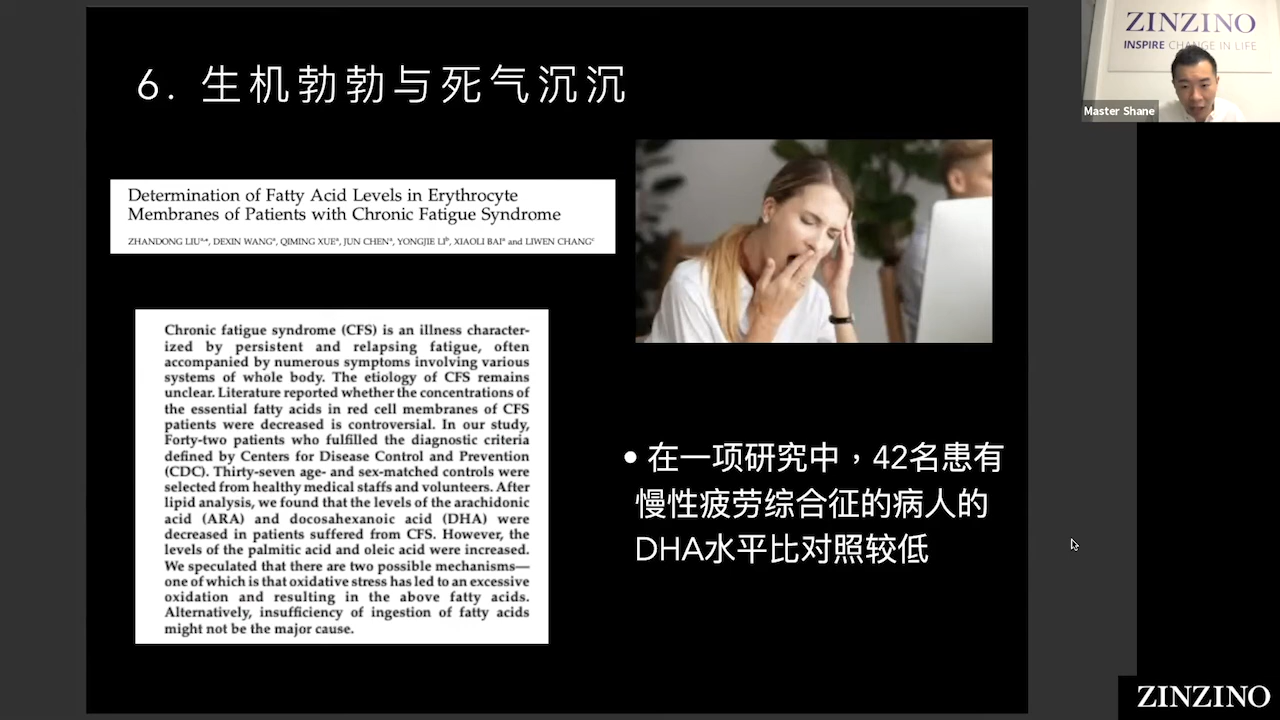 6. 生机勃勃与死气沉沉
Determination of Fatty Acid Levels in Erythrocyte
Membranes of Patients with Chronic Fatigue Syndrome
ZHANDONG LIUᵃ,*, DEXIN WANGᵃ, QIMING XUEᵃ, JUN CHENᵃ, YONGJIE LIᵇ, XIAOLI BAIᵃ and LIWEN CHANGᶜ
Chronic fatigue syndrome (CFS) is an illness character-
ized by persistent and relapsing fatigue, often
accompanied by numerous symptoms involving various
systems of whole body. The etiology of CFS remains
unclear. Literature reported whether the concentrations of
the essential fatty acids in red cell membranes of CFS
patients were decreased is controversial. In our study,
Forty-two patients who fulfilled the diagnostic criteria
defined by Centers for Disease Control and Prevention
(CDC). Thirty-seven age- and sex-matched controls were
selected from healthy medical staffs and volunteers. After
lipid analysis, we found that the levels of the arachidonic
acid (ARA) and docosahexanoic acid (DHA) were
decreased in patients suffered from CFS. However, the
levels of the palmitic acid and oleic acid were increased.
We speculated that there are two possible mechanisms—
one of which is that oxidative stress has led to an excessive
oxidation and resulting in the above fatty acids.
Alternatively, insufficiency of ingestion of fatty acids
might not be the major cause.
• 在一项研究中，42名患有
慢性疲劳综合征的病人的
DHA水平比对照较低
ZINZINO
INSPIRE CHANGE IN LIFE
Master Shane
ZINZINO